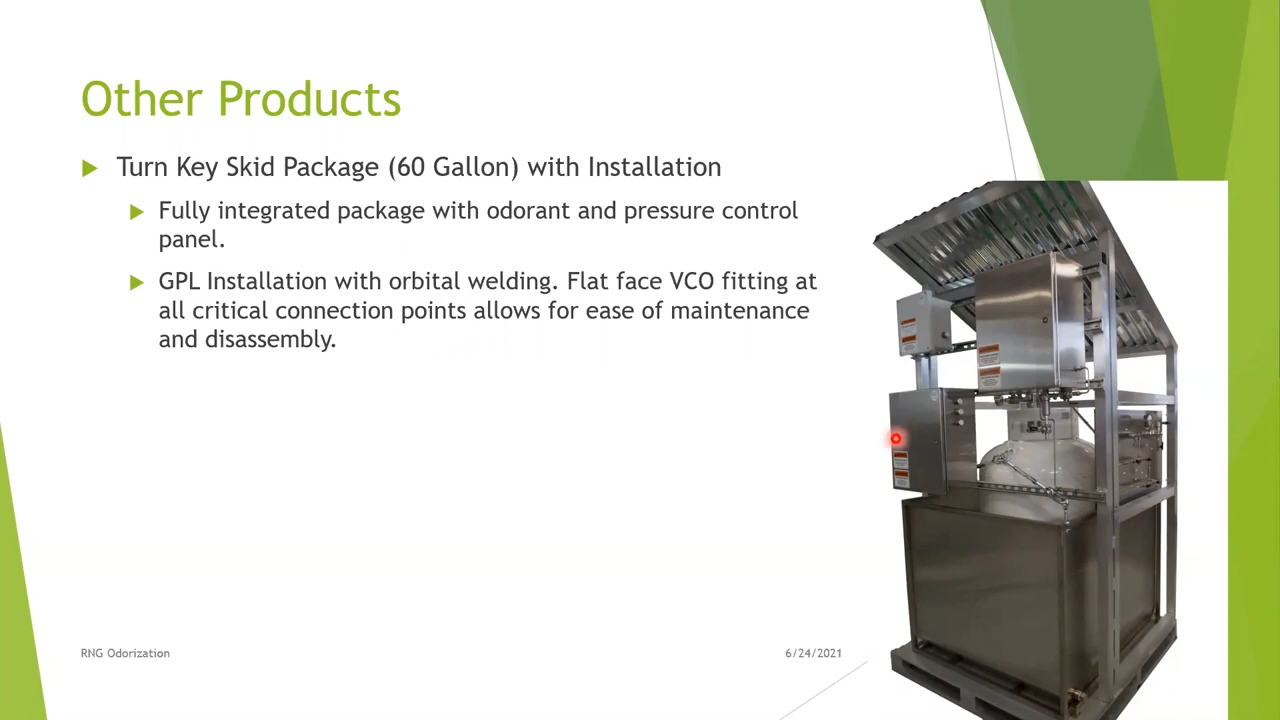 Other Products
Turn Key Skid Package (60 Gallon) with Installation
Fully integrated package with odorant and pressure control
panel.
GPL Installation with orbital welding. Flat face VCO fitting at
all critical connection points allows for ease of maintenance
and disassembly.
RNG Odorization
6/24/2021